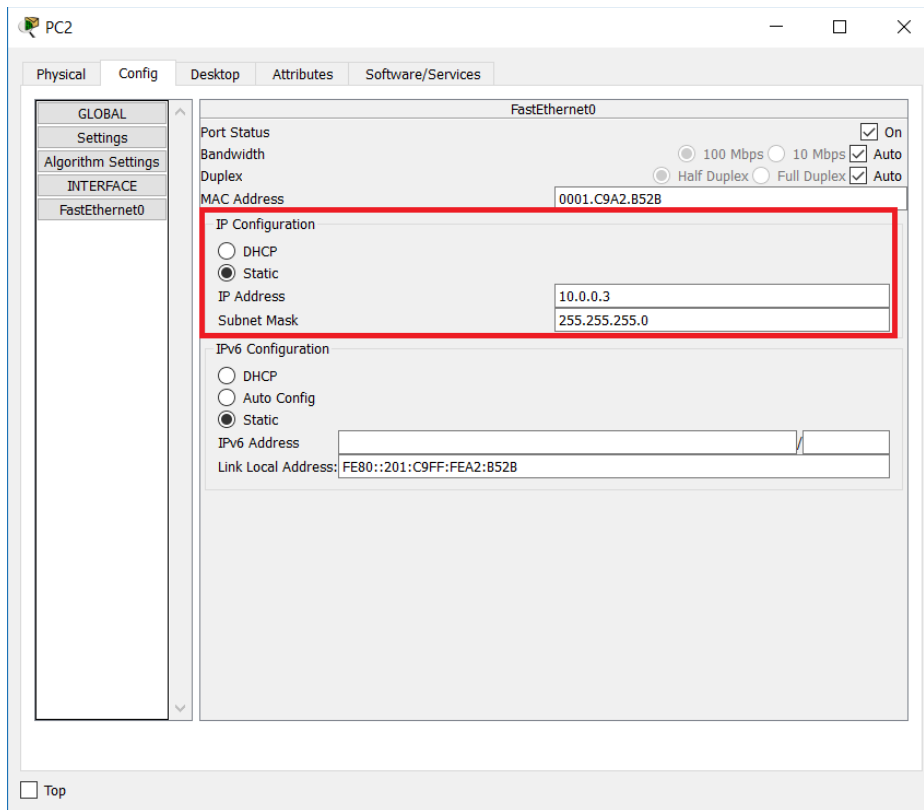 PC2
Physical Config Desktop Attributes Software/Services
GLOBAL
Settings
Algorithm Settings
INTERFACE
FastEthernet0
FastEthernet0
Port Status On
Bandwidth 100 Mbps 10 Mbps Auto
Duplex Half Duplex Full Duplex Auto
MAC Address 0001.C9A2.B52B
IP Configuration
DHCP
Static
IP Address 10.0.0.3
Subnet Mask 255.255.255.0
IPv6 Configuration
DHCP
Auto Config
Static
IPv6 Address /
Link Local Address: FE80::201:C9FF:FEA2:B52B
Top